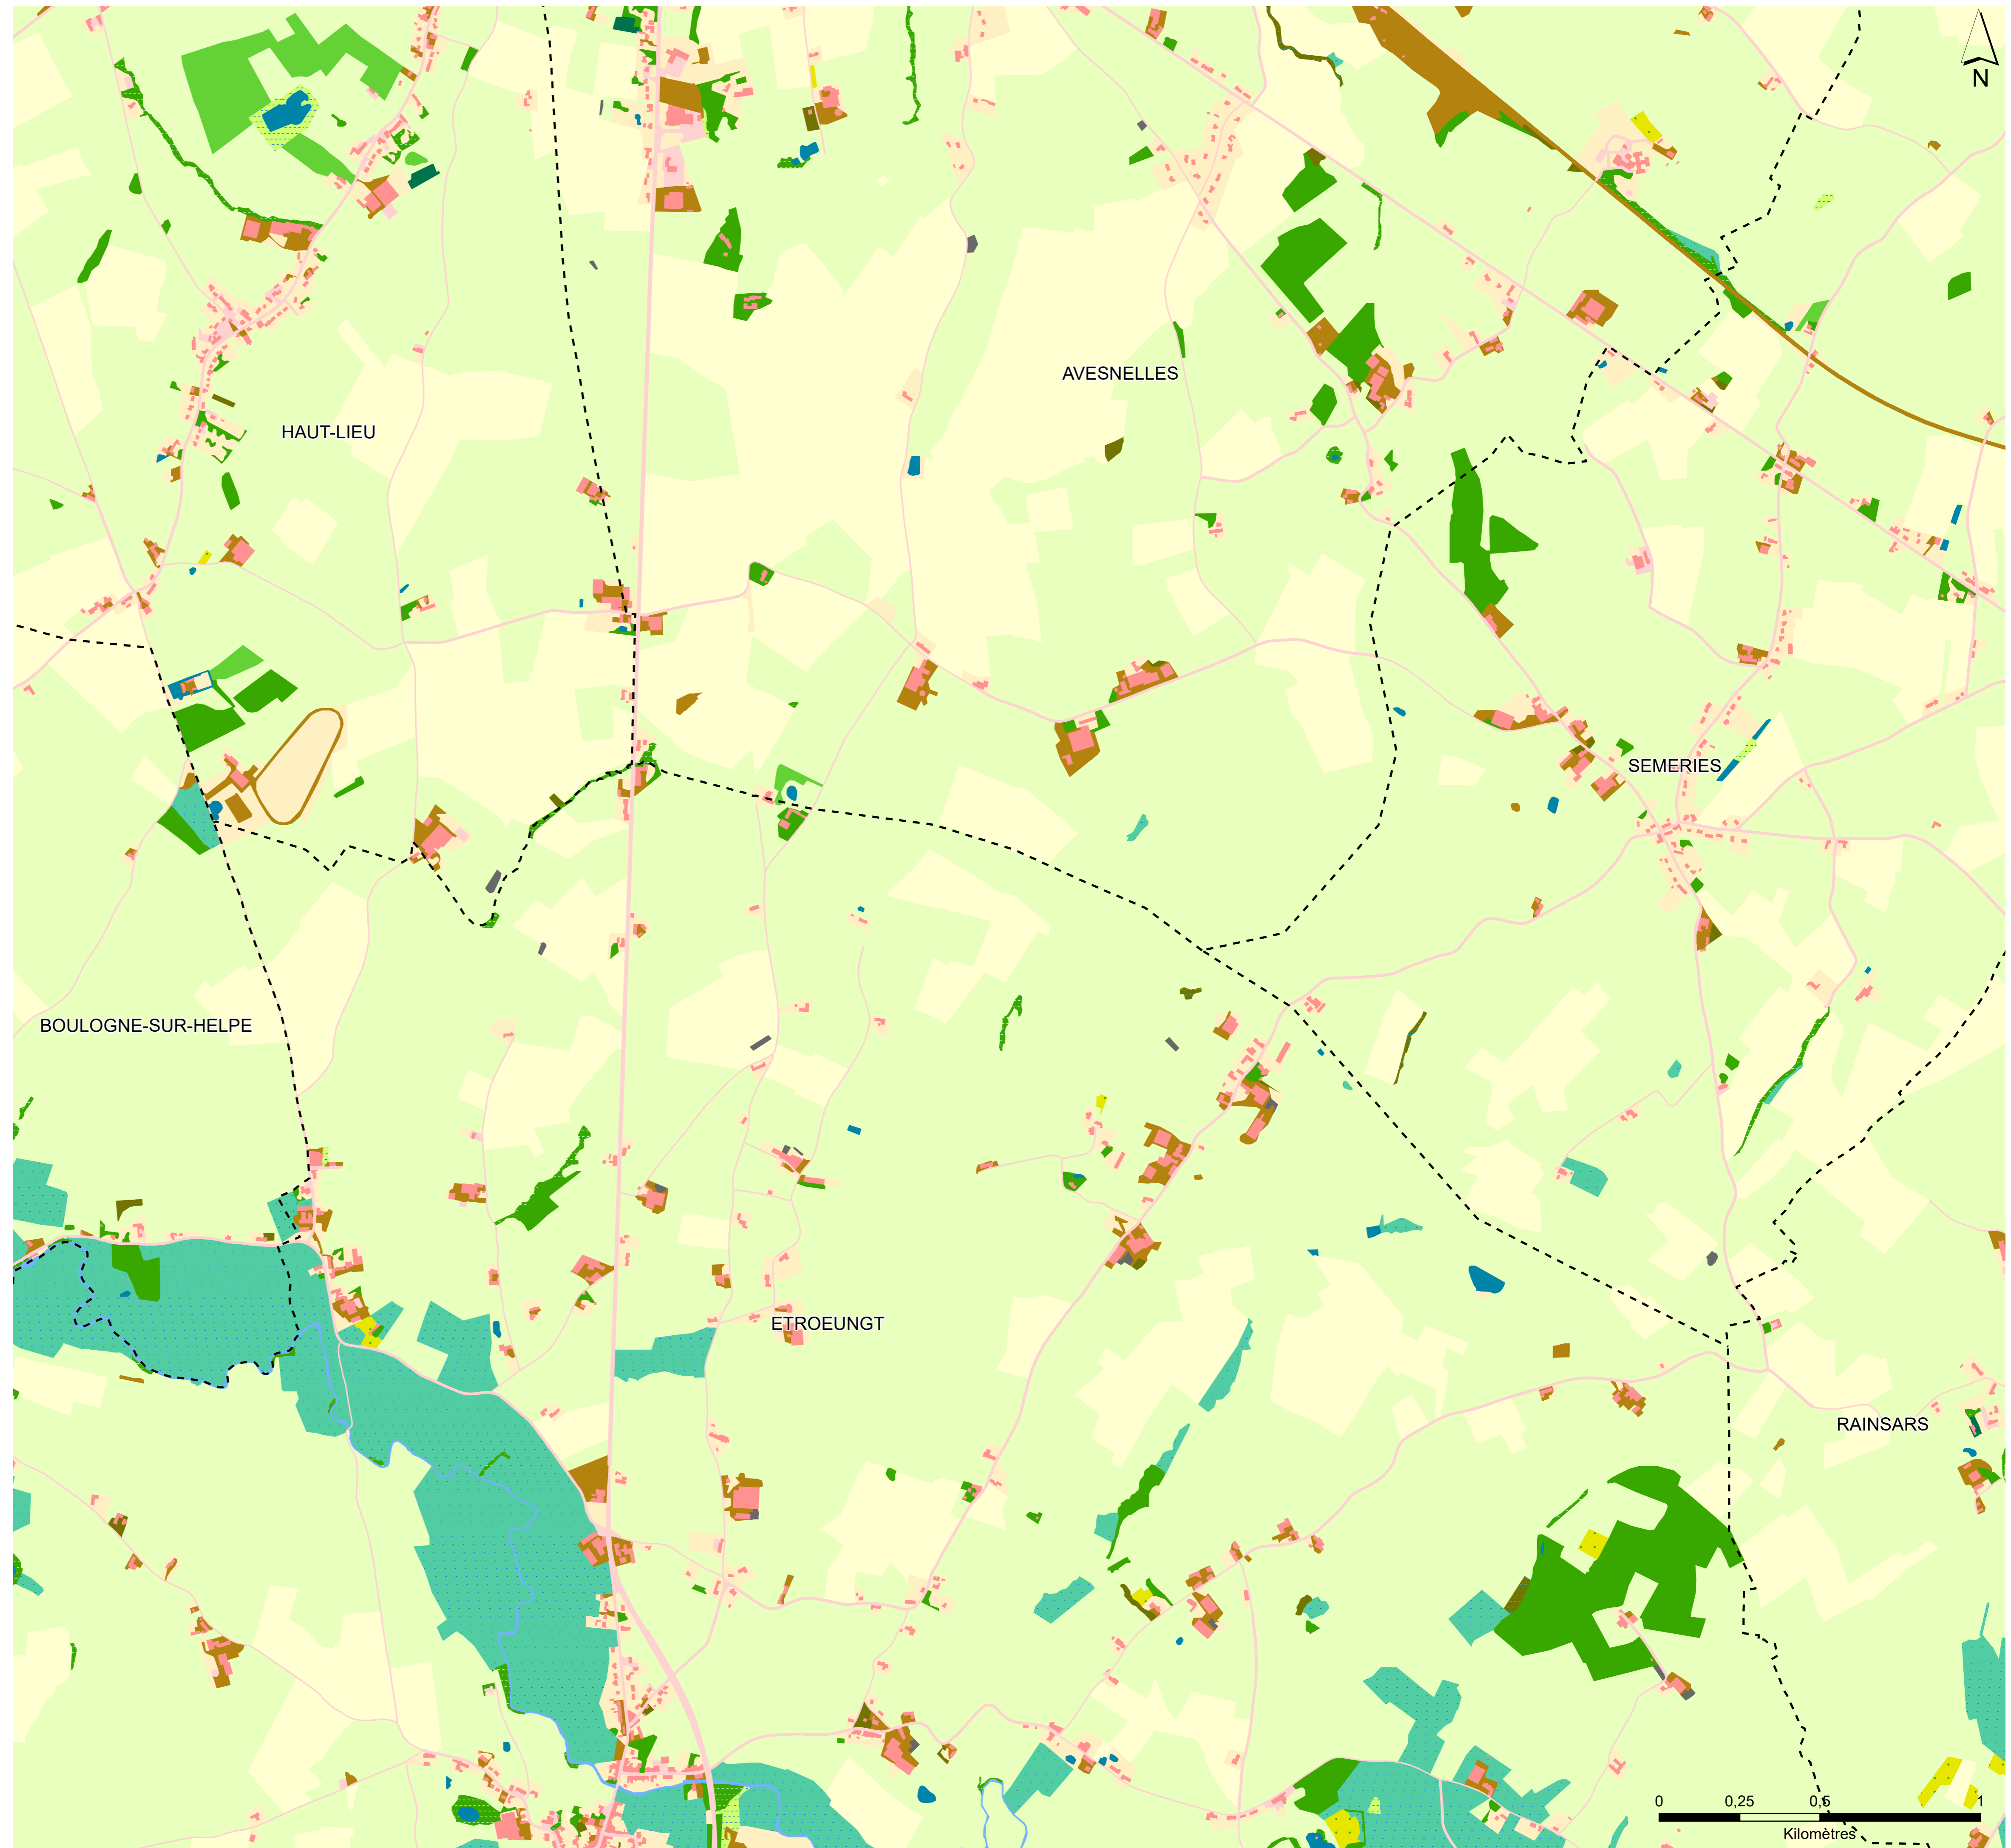 N
AVESNELLES
HAUT-LIEU
SEMERIES
BOULOGNE-SUR-HELPE
ETROEUNGT
RAINSARS
0 0,25 0,5 1
Kilomètres